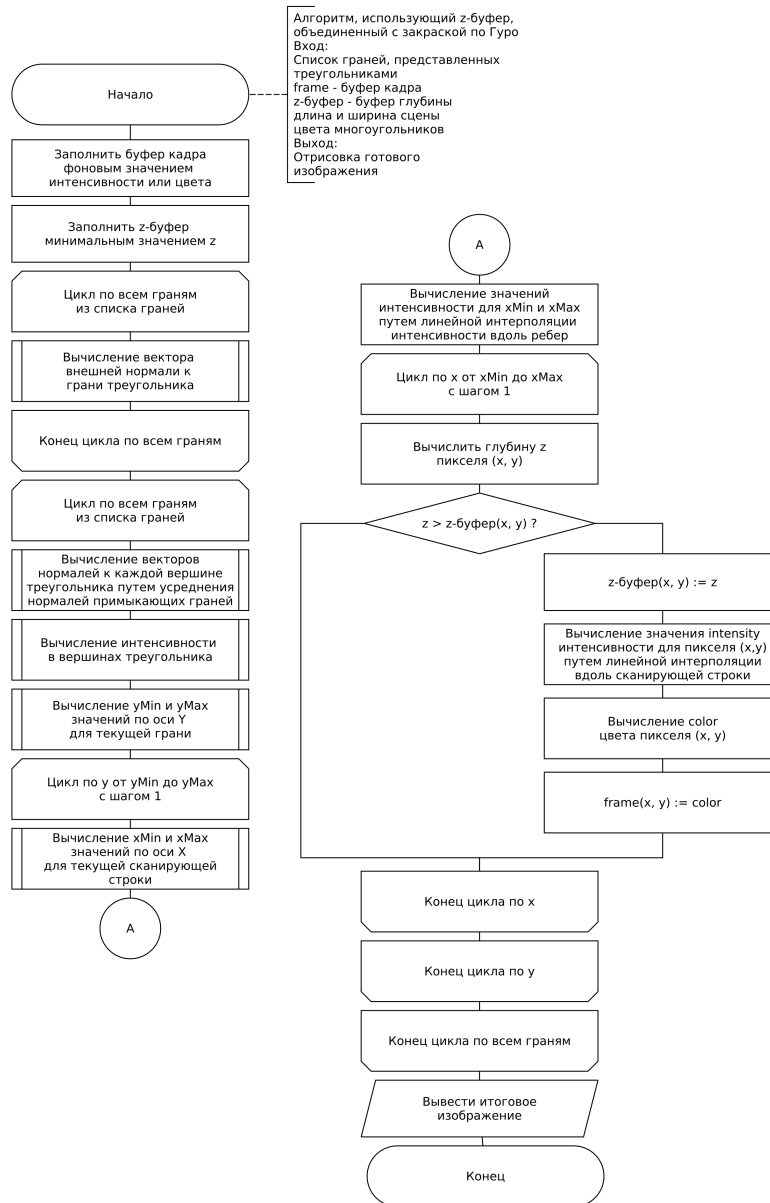 Алгоритм, использующий z-буфер,
объединенный с закраской по Гуро
Вход:
Список граней, представленных
треугольниками
frame - буфер кадра
z-буфер - буфер глубины
длина и ширина сцены
цвета многоугольников
Выход:
Отрисовка готового
изображения
Начало
Заполнить буфер кадра
фоновым значением
интенсивности или цвета
Заполнить z-буфер
минимальным значением z
Цикл по всем граням
из списка граней
Вычисление вектора
внешней нормали к
грани треугольника
Конец цикла по всем граням
Цикл по всем граням
из списка граней
Вычисление векторов
нормалей к каждой вершине
треугольника путем усреднения
нормалей примыкающих граней
Вычисление интенсивности
в вершинах треугольника
Вычисление yMin и yMax
значений по оси Y
для текущей грани
Цикл по y от yMin до yMax
с шагом 1
Вычисление xMin и xMax
значений по оси X
для текущей сканирующей
строки
A
A
Вычисление значений
интенсивности для xMin и xMax
путем линейной интерполяции
интенсивности вдоль ребер
Цикл по x от xMin до xMax
с шагом 1
Вычислить глубину z
пикселя (x, y)
z > z-буфер(x, y) ?
z-буфер(x, y) := z
Вычисление значения intensity
интенсивности для пикселя (x,y)
путем линейной интерполяции
вдоль сканирующей строки
Вычисление color
цвета пикселя (x, y)
frame(x, y) := color
Конец цикла по x
Конец цикла по y
Конец цикла по всем граням
Вывести итоговое
изображение
Конец